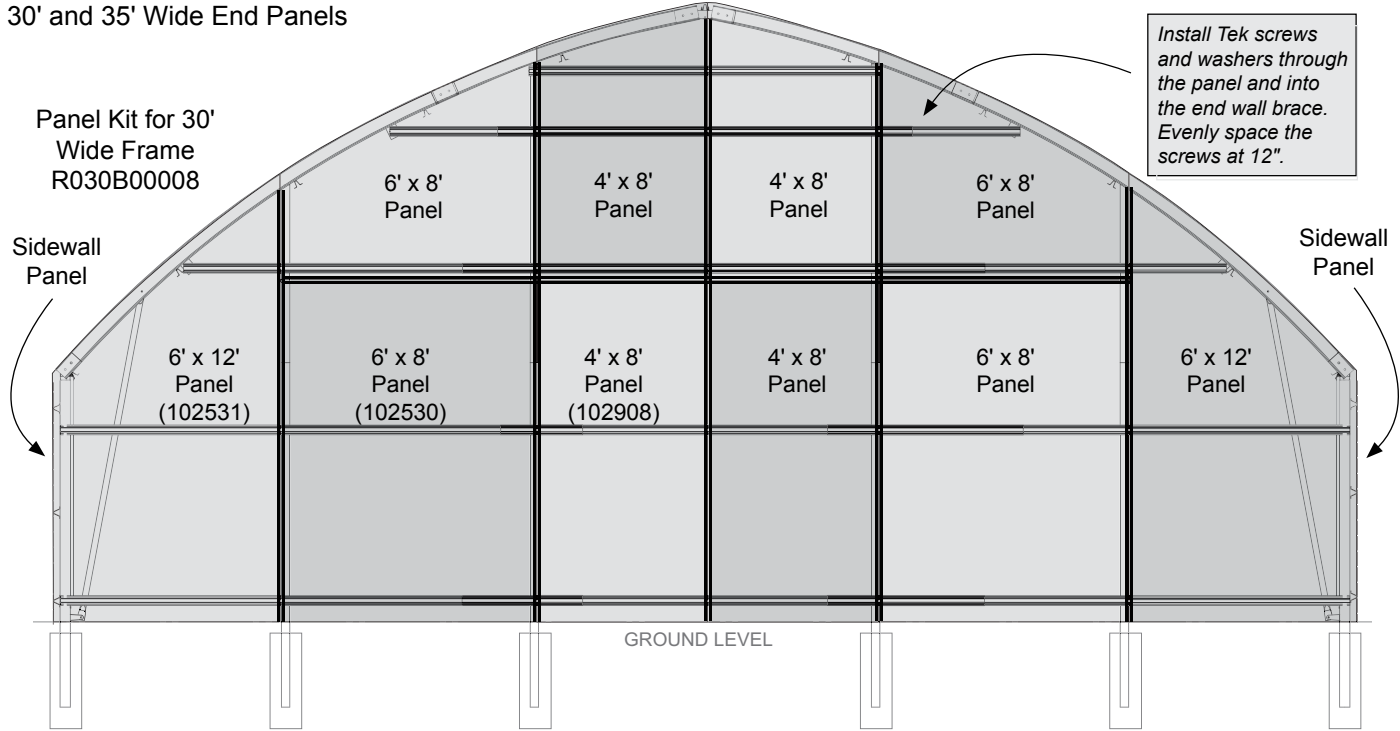 30' and 35' Wide End Panels
Install Tek screws
and washers through
the panel and into
the end wall brace.
Evenly space the
screws at 12".
Panel Kit for 30'
Wide Frame
R030B00008
6' x 8'
Panel
4' x 8'
Panel
4' x 8'
Panel
6' x 8'
Panel
Sidewall
Panel
Sidewall
Panel
6' x 12'
Panel
(102531)
6' x 8'
Panel
(102530)
4' x 8'
Panel
(102908)
4' x 8'
Panel
6' x 8'
Panel
6' x 12'
Panel
GROUND LEVEL